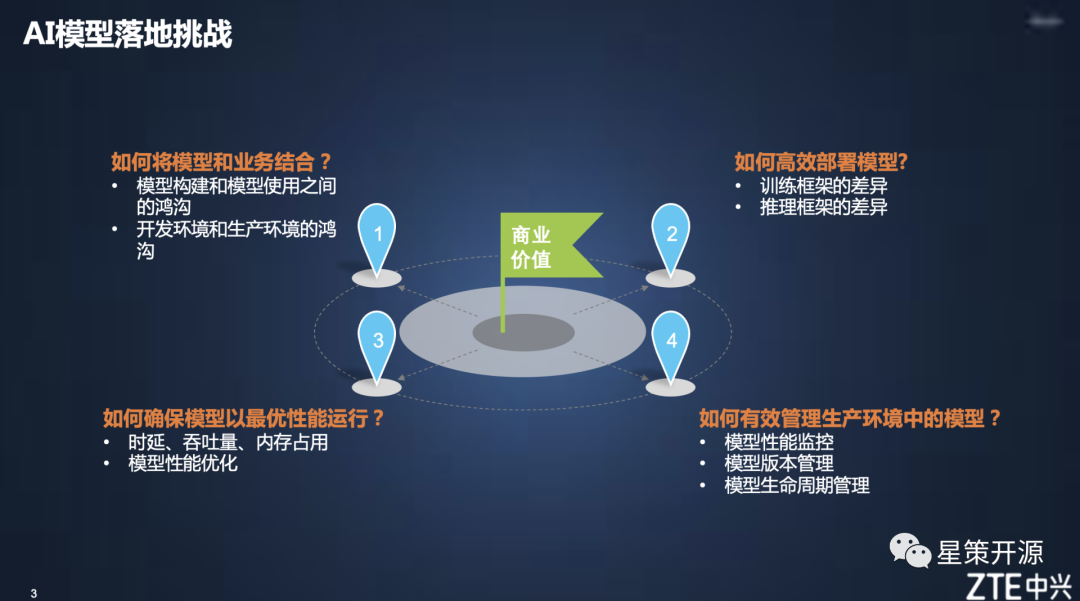 AI模型落地挑战
如何将模型和业务结合？
• 模型构建和模型使用之间
的鸿沟
• 开发环境和生产环境的鸿
沟
1
商业
价值
2
如何高效部署模型?
• 训练框架的差异
• 推理框架的差异
3
4
如何确保模型以最优性能运行？
• 时延、吞吐量、内存占用
• 模型性能优化
如何有效管理生产环境中的模型？
• 模型性能监控
• 模型版本管理
• 模型生命周期管理
星策开源
ZTE中兴
3